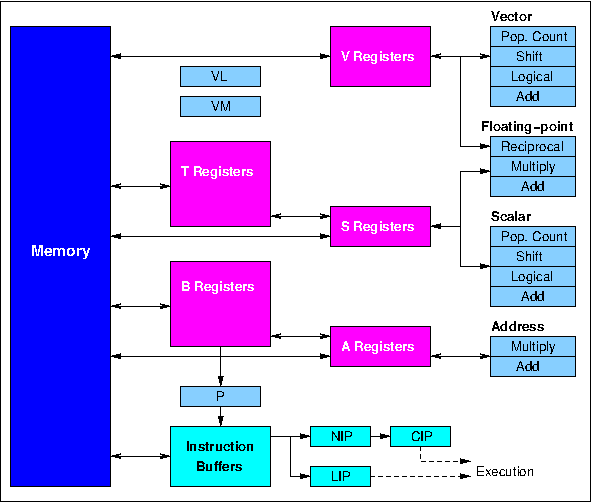 Vector
Pop. Count
V Registers
Shift
VL
Logical
VM
Add
Floating-point
Reciprocal
T Registers
Multiply
Add
S Registers
Scalar
Pop. Count
Memory
Shift
B Registers
Logical
Add
Address
A Registers
Multiply
Add
P
Instruction
Buffers
NIP
CIP
LIP
Execution